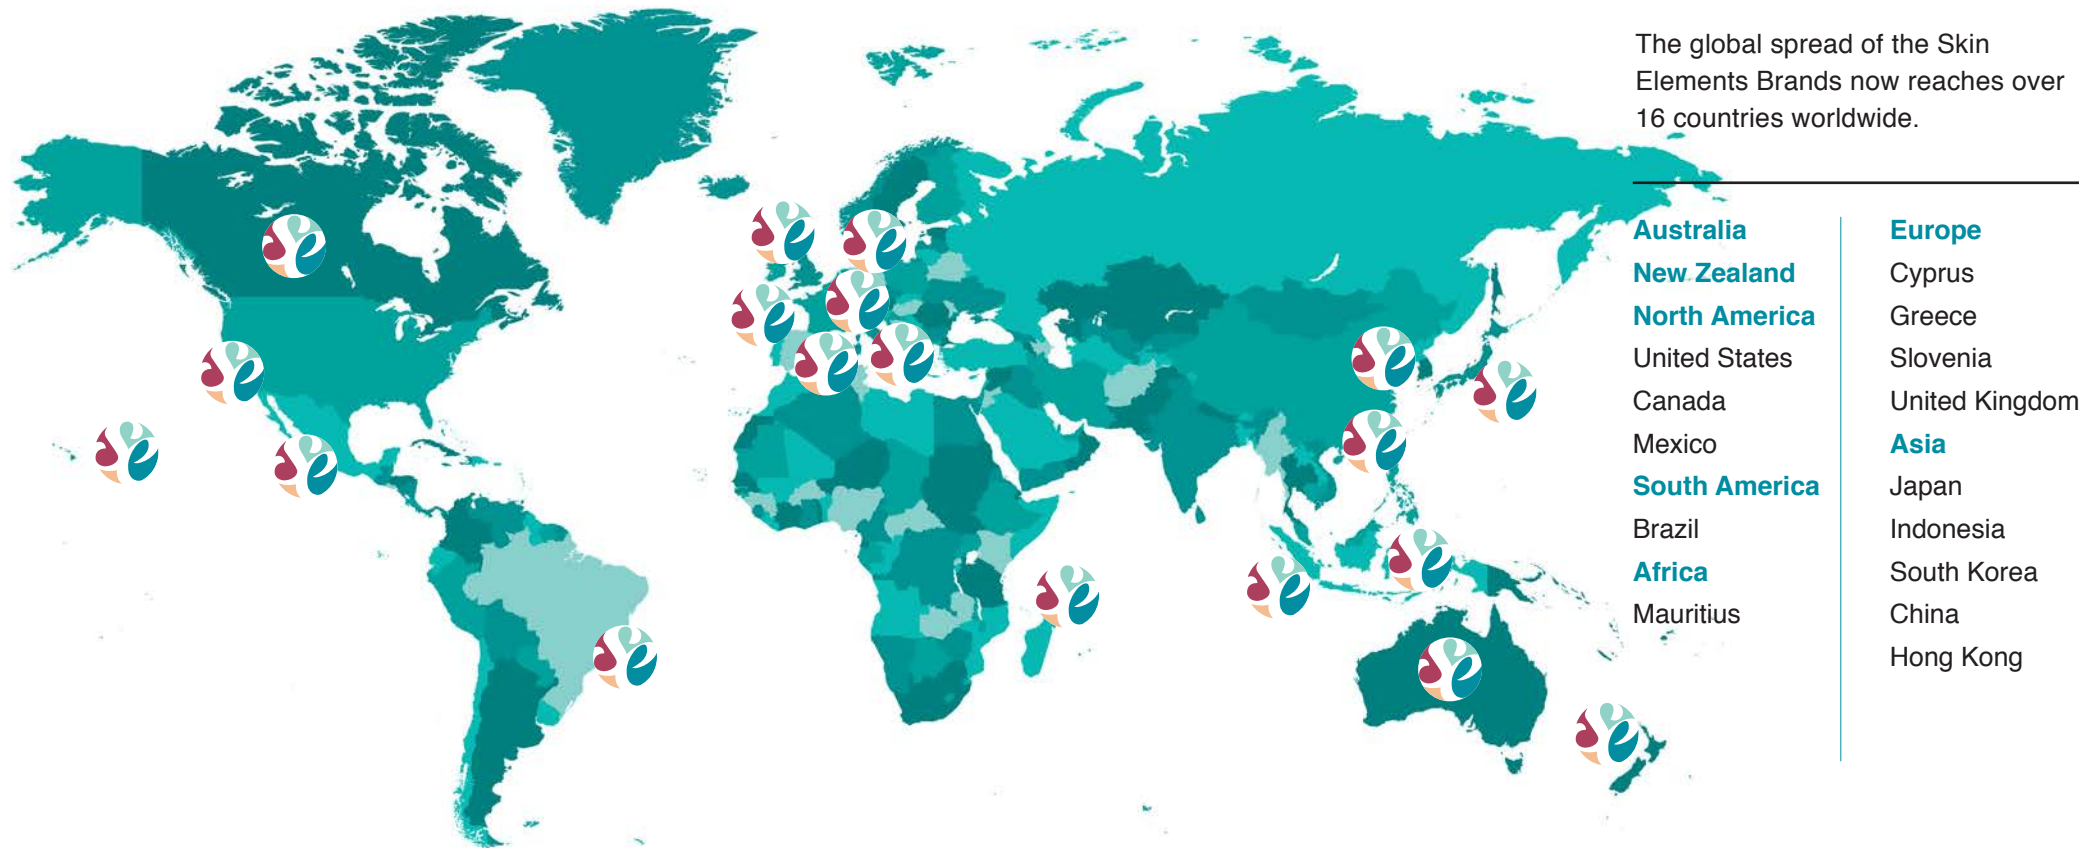 The global spread of the Skin
Elements Brands now reaches over
16 countries worldwide.
Australia
New Zealand
North America
United States
Canada
Mexico
South America
Brazil
Africa
Mauritius
Europe
Cyprus
Greece
Slovenia
United Kingdom
Asia
Japan
Indonesia
South Korea
China
Hong Kong